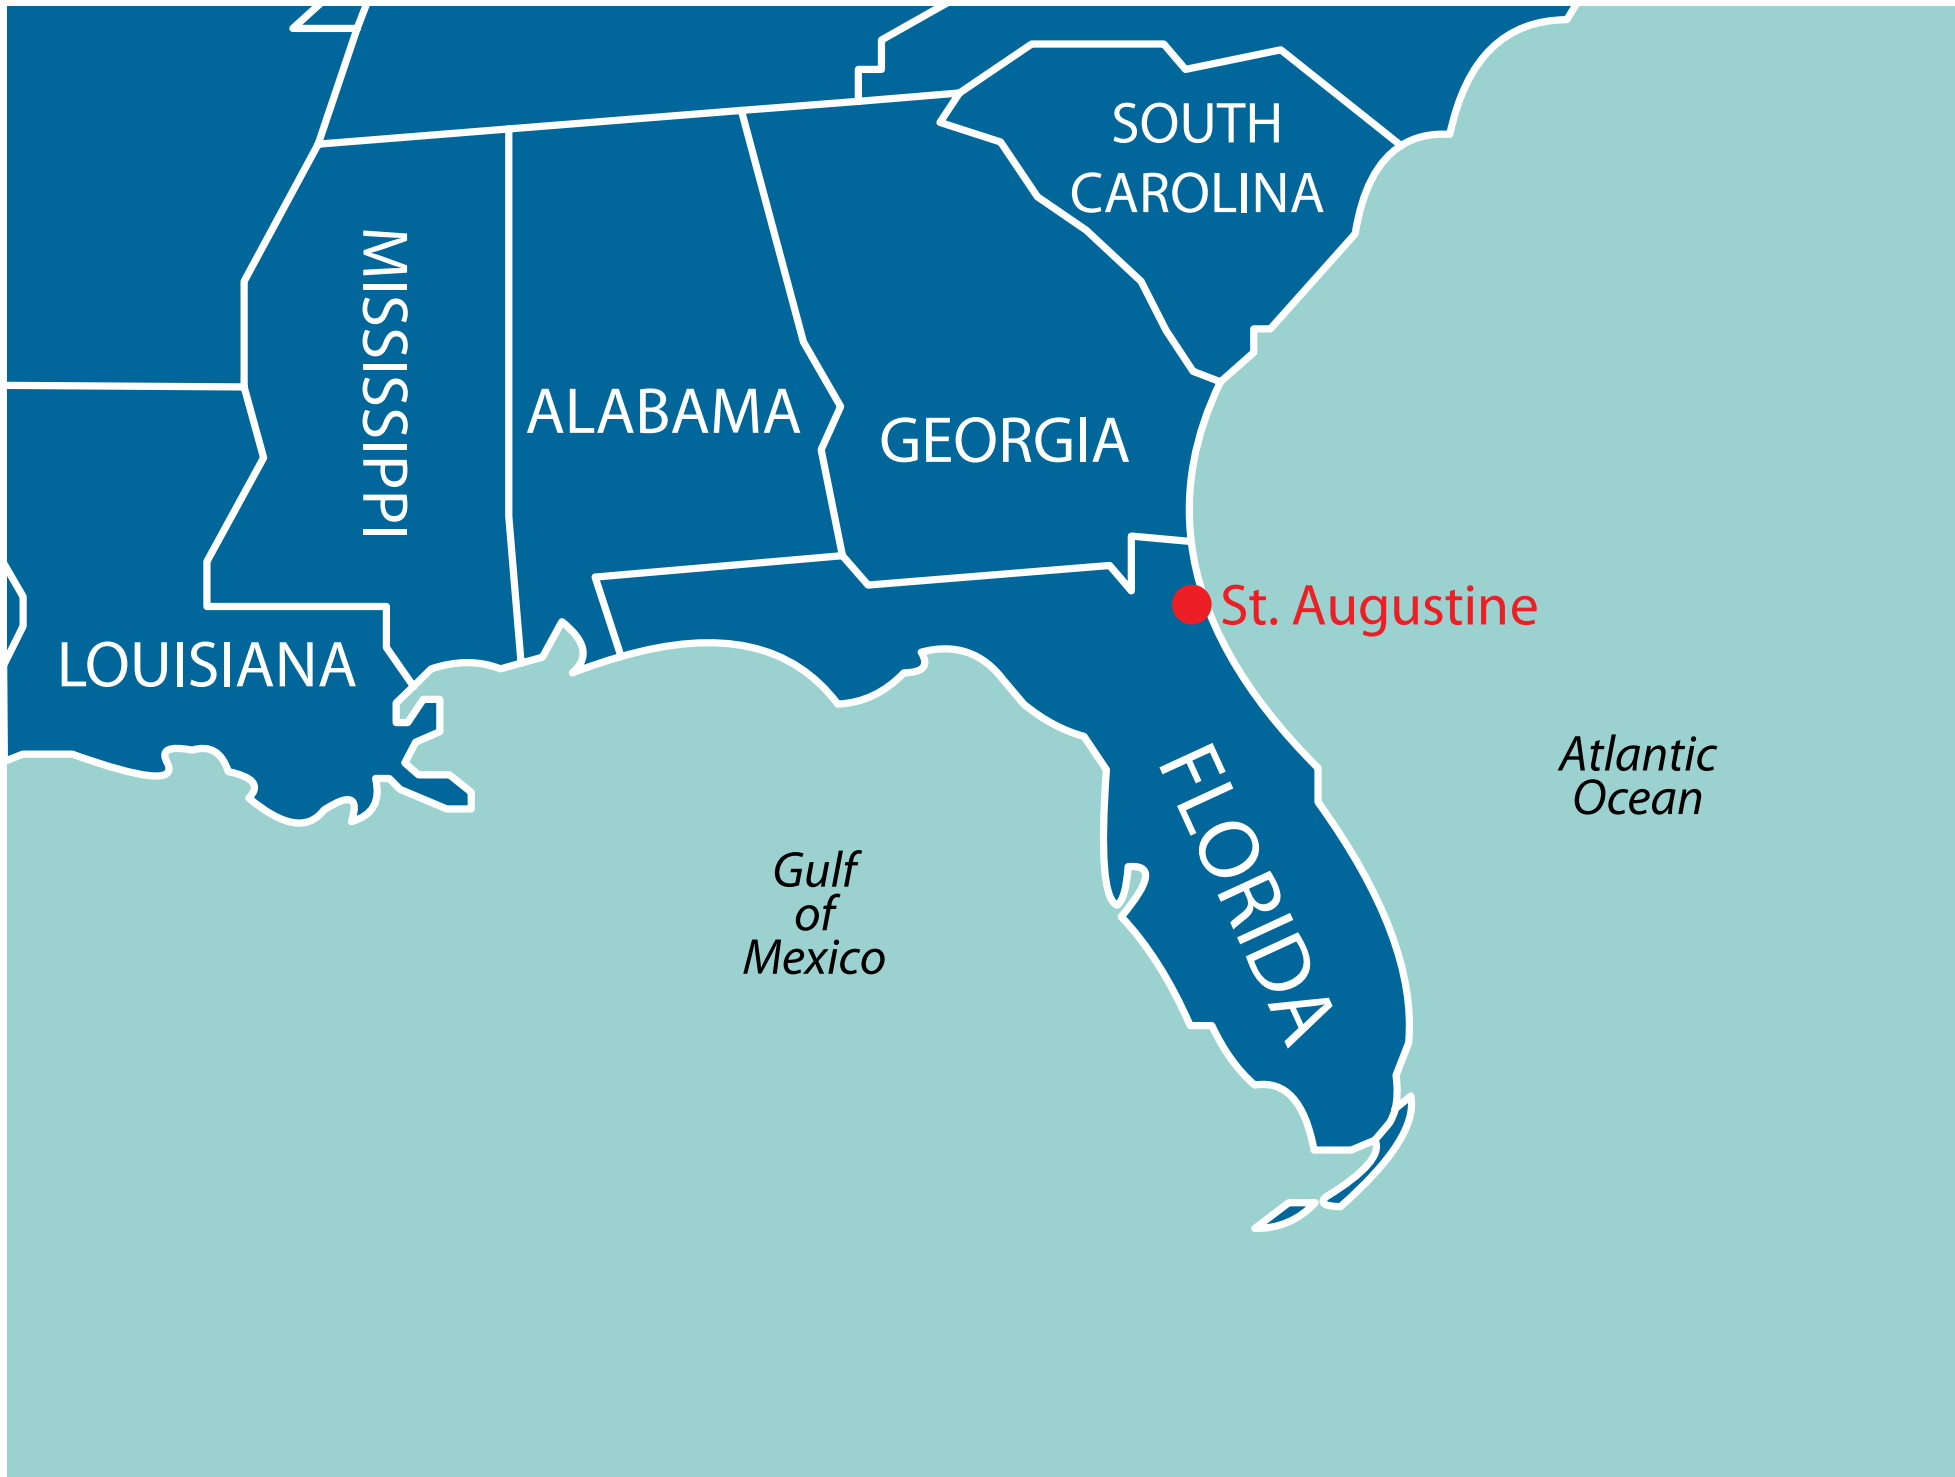 SOUTH
CAROLINA
MISSISSIPPI
ALABAMA
GEORGIA
St. Augustine
LOUISIANA
FLORIDA
Atlantic
Ocean
Gulf
of
Mexico